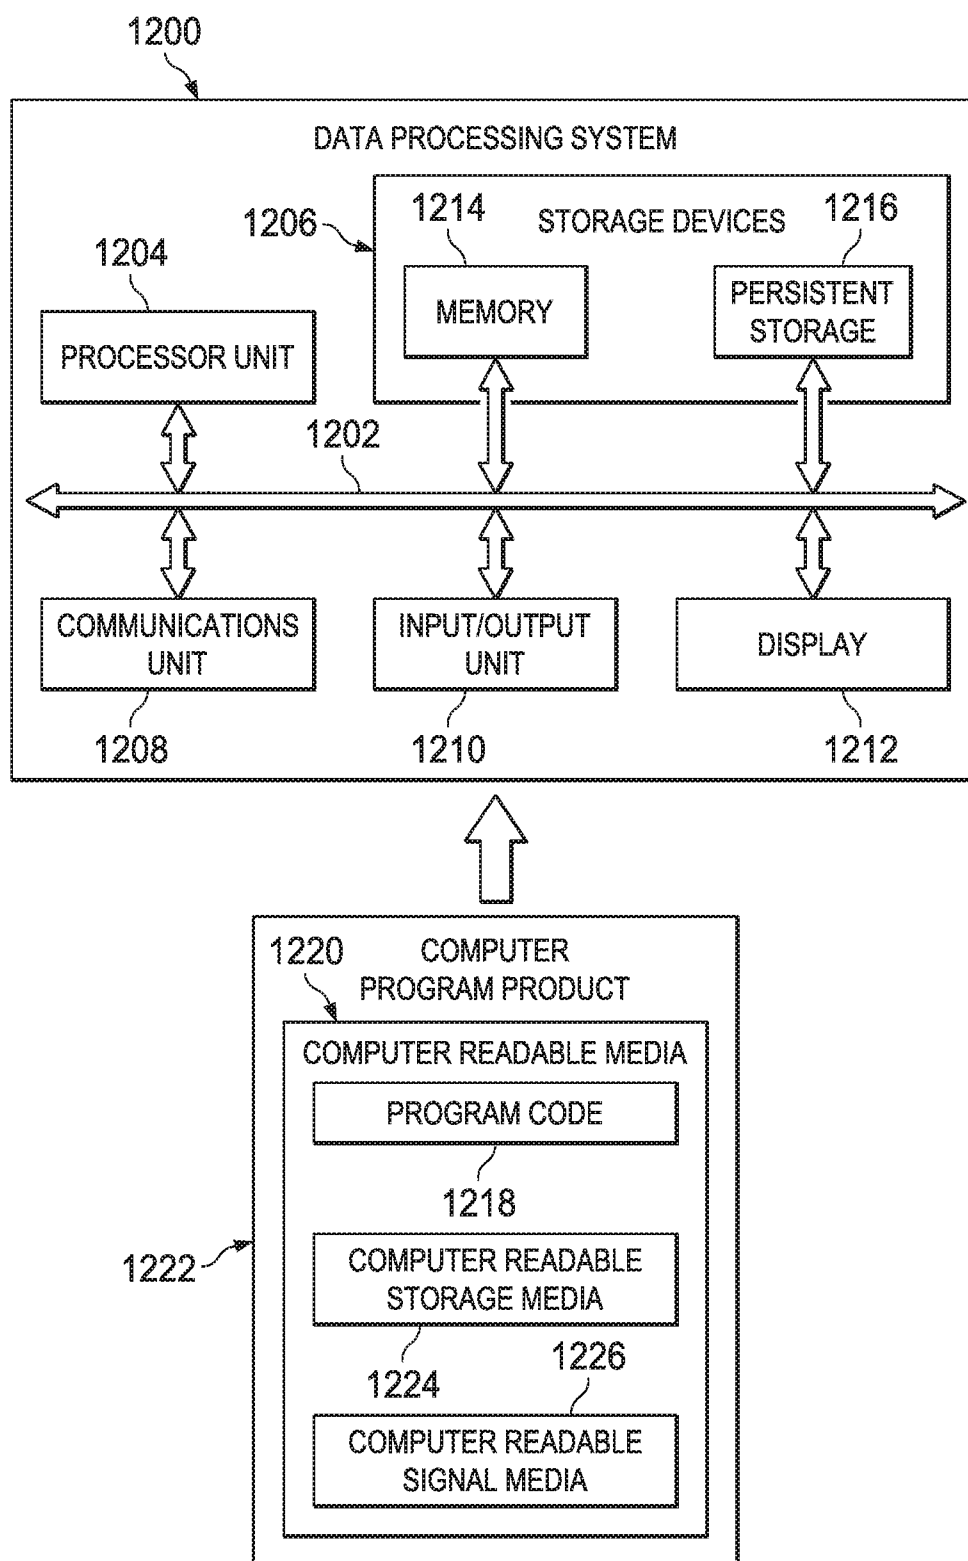 1200
DATA PROCESSING SYSTEM
1206
1214
STORAGE DEVICES
1216
1204
MEMORY
PERSISTENT
STORAGE
PROCESSOR UNIT
1202
COMMUNICATIONS
UNIT
INPUT/OUTPUT
UNIT
DISPLAY
1208
1210
1212
1220
COMPUTER
PROGRAM PRODUCT
COMPUTER READABLE MEDIA
PROGRAM CODE
1218
1222
COMPUTER READABLE
STORAGE MEDIA
1224
1226
COMPUTER READABLE
SIGNAL MEDIA